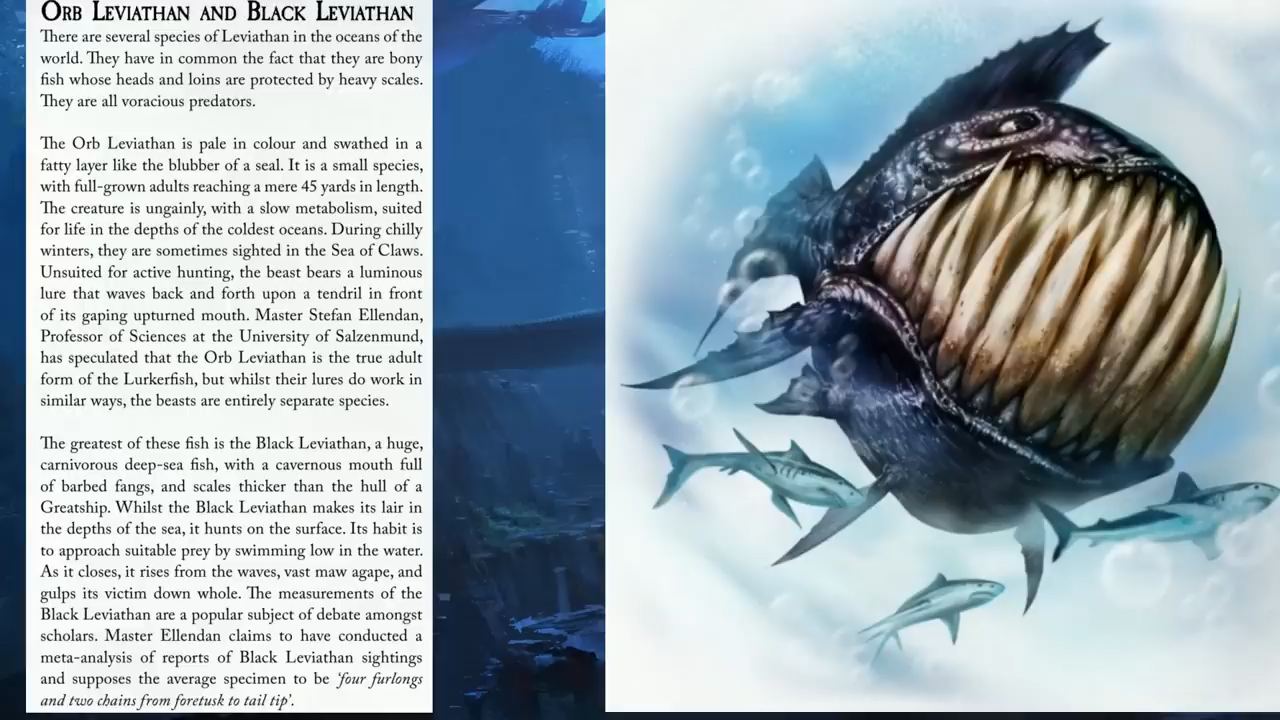 Orb Leviathan and Black Leviathan
There are several species of Leviathan in the oceans of the
world. They have in common the fact that they are bony
fish whose heads and loins are protected by heavy scales.
They are all voracious predators.
The Orb Leviathan is pale in colour and swathed in a
fatty layer like the blubber of a seal. It is a small species,
with full-grown adults reaching a mere 45 yards in length.
The creature is ungainly, with a slow metabolism, suited
for life in the depths of the coldest oceans. During chilly
winters, they are sometimes sighted in the Sea of Claws.
Unsuited for active hunting, the beast bears a luminous
lure that waves back and forth upon a tendril in front
of its gaping upturned mouth. Master Stefan Ellendan,
Professor of Sciences at the University of Salzenmund,
has speculated that the Orb Leviathan is the true adult
form of the Lurkerfish, but whilst their lures do work in
similar ways, the beasts are entirely separate species.
The greatest of these fish is the Black Leviathan, a huge,
carnivorous deep-sea fish, with a cavernous mouth full
of barbed fangs, and scales thicker than the hull of a
Greatship. Whilst the Black Leviathan makes its lair in
the depths of the sea, it hunts on the surface. Its habit is
to approach suitable prey by swimming low in the water.
As it closes, it rises from the waves, vast maw agape, and
gulps its victim down whole. The measurements of the
Black Leviathan are a popular subject of debate amongst
scholars. Master Ellendan claims to have conducted a
meta-analysis of reports of Black Leviathan sightings
and supposes the average specimen to be ‘four furlongs
and two chains from foretusk to tail tip’.